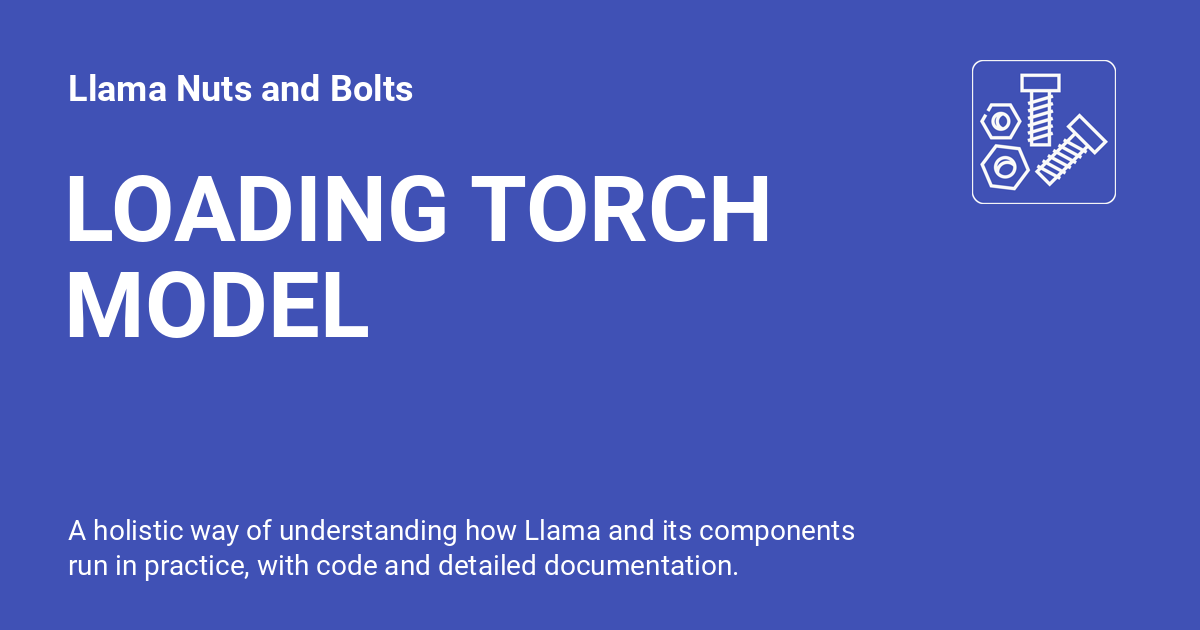 Llama Nuts and Bolts
LOADING TORCH
MODEL
A holistic way of understanding how Llama and its components
run in practice, with code and detailed documentation.